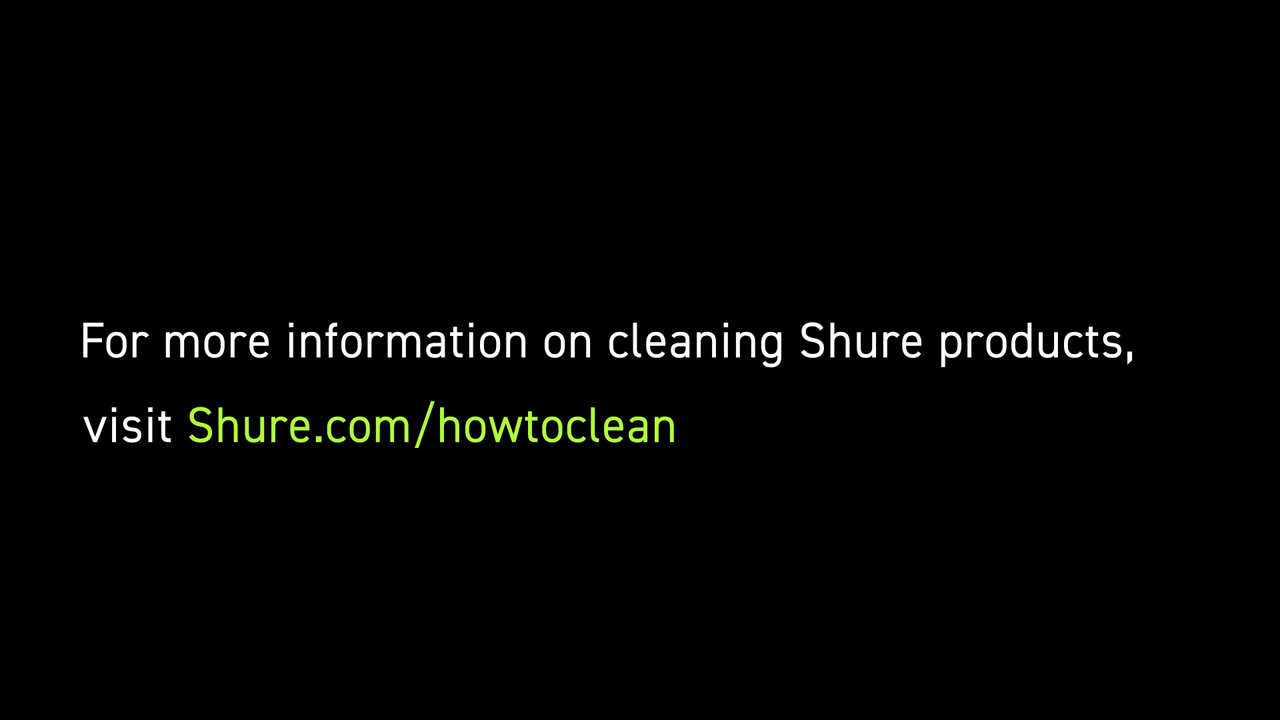 For more information on cleaning Shure products,
visit Shure.com/howtoclean